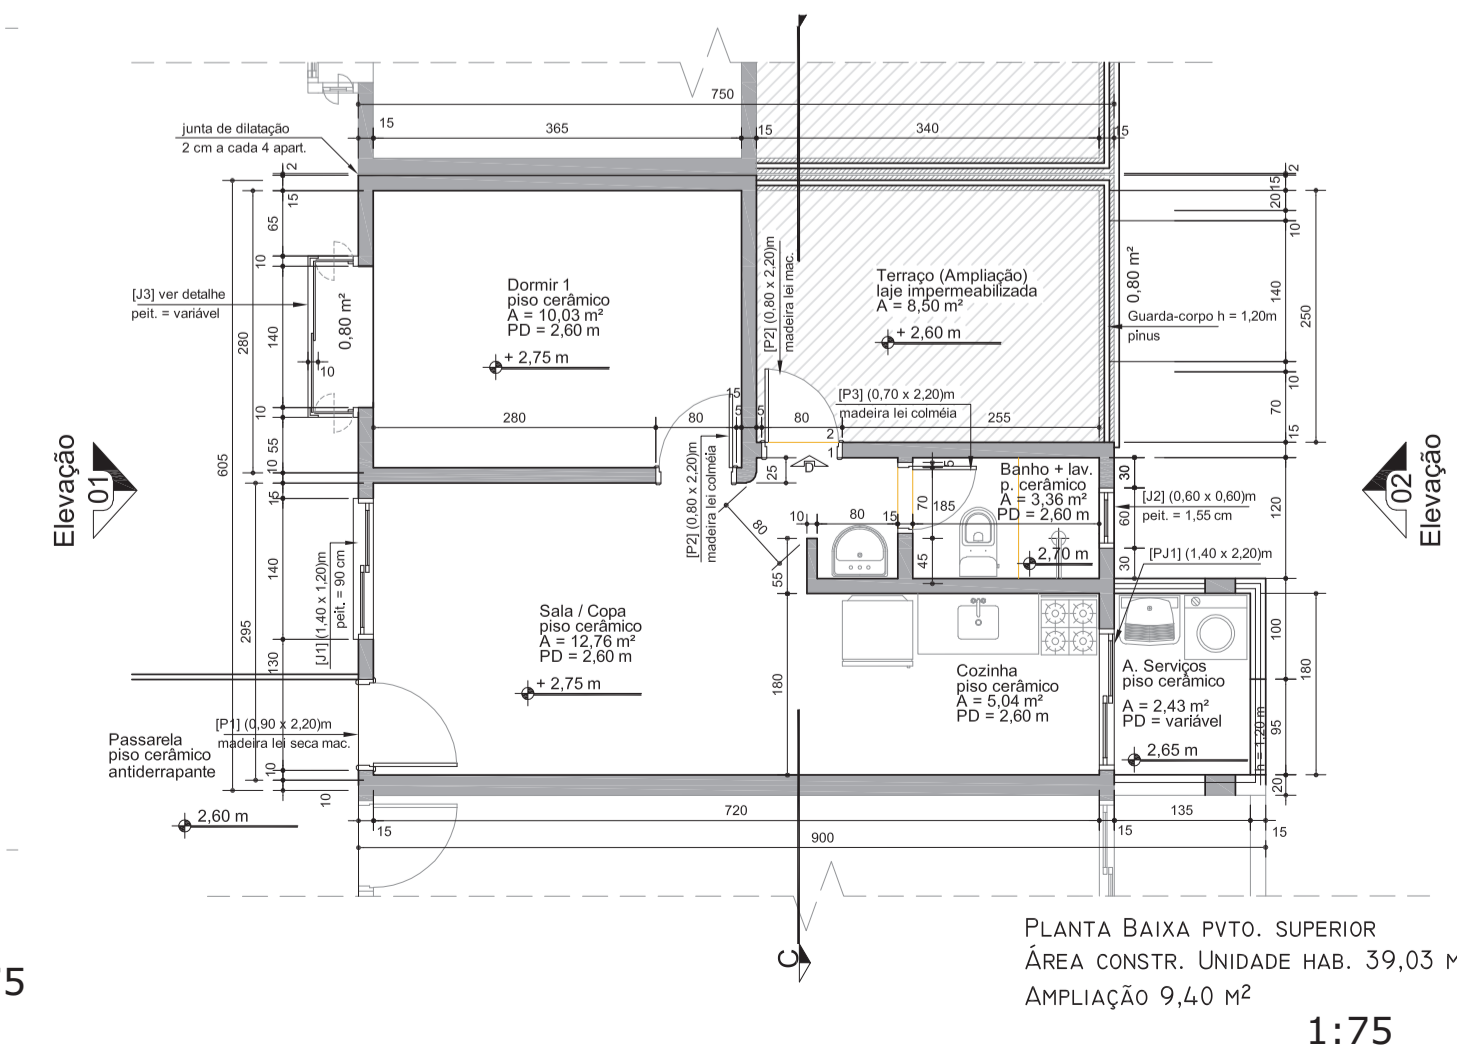 750
15
365
15
340
15
junta de dilatação
2 cm a cada 4 apart.
2
15
65
10
140
10
55
10
15
140
130
10
10
280
605
295
[J3] ver detalhe
peit. = variável
0,80 m²
10
Dormir 1
piso cerâmico
A = 10,03 m²
PD = 2,60 m
+ 2,75 m
[P2] (0,80 x 2,20)m
madeira lei mac.
Terraço (Ampliação)
laje impermeabilizada
A = 8,50 m²
+ 2,60 m
0,80 m²
Guarda-corpo h = 1,20m
pinus
2
15
20
10
140
10
70
15
250
280
80
15
5
5
80
255
2
1
[P3] (0,70 x 2,20)m
madeira lei colméia
[P2] (0,80 x 2,20)m
madeira lei colméia
25
D
80
10
80
15
5
70
185
45
55
Banho + lav.
p. cerâmico
A = 3,36 m²
PD = 2,60 m
2,70 m
30
60
30
[J2] (0,60 x 0,60)m
peit. = 1,55 cm
[PJ1] (1,40 x 2,20)m
120
100
95
20
180
Elevação
01
Elevação
02
[J1] (1,40 x 1,20)m
peit. = 90 cm
Sala / Copa
piso cerâmico
A = 12,76 m²
PD = 2,60 m
+ 2,75 m
180
Cozinha
piso cerâmico
A = 5,04 m²
PD = 2,60 m
A. Serviços
piso cerâmico
A = 2,43 m²
PD = variável
2,65 m
h = 1,20 m
[P1] (0,90 x 2,20)m
madeira lei seca mac.
Passarela
piso cerâmico
antiderrapante
2,60 m
15
720
15
135
15
900
C
PLANTA BAIXA PVTO. SUPERIOR
ÁREA CONSTR. UNIDADE HAB. 39,03 M
AMPLIAÇÃO 9,40 M²
1:75
5